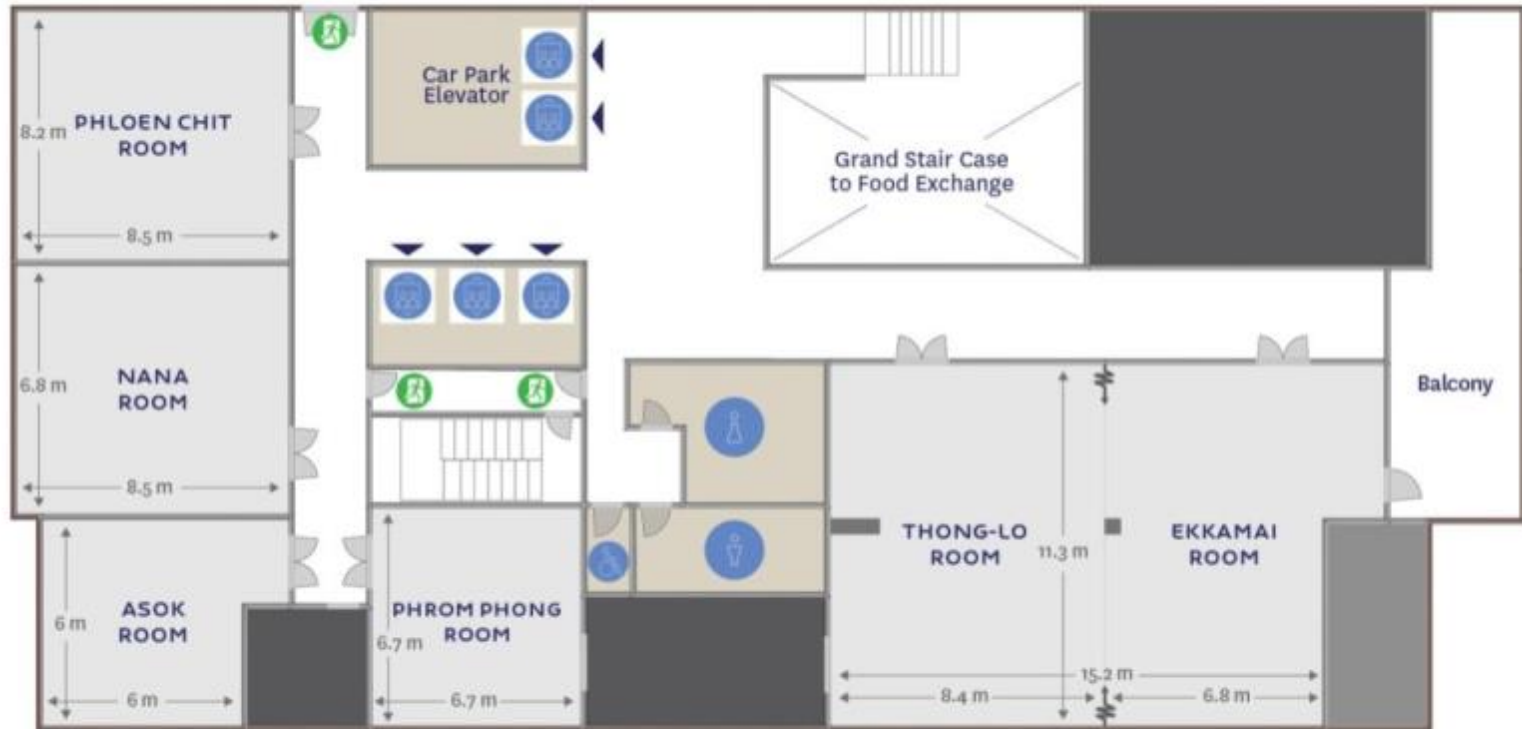 Car Park
Elevator
PHLOEN CHIT
ROOM
8.2 m
8.5 m
Grand Stair Case
to Food Exchange
NANA
ROOM
6.8 m
8.5 m
Balcony
ASOK
ROOM
6 m
6 m
PHROM PHONG
ROOM
6.7 m
6.7 m
THONG-LO
ROOM
11.3 m
EKKAMAI
ROOM
15.2 m
8.4 m
6.8 m